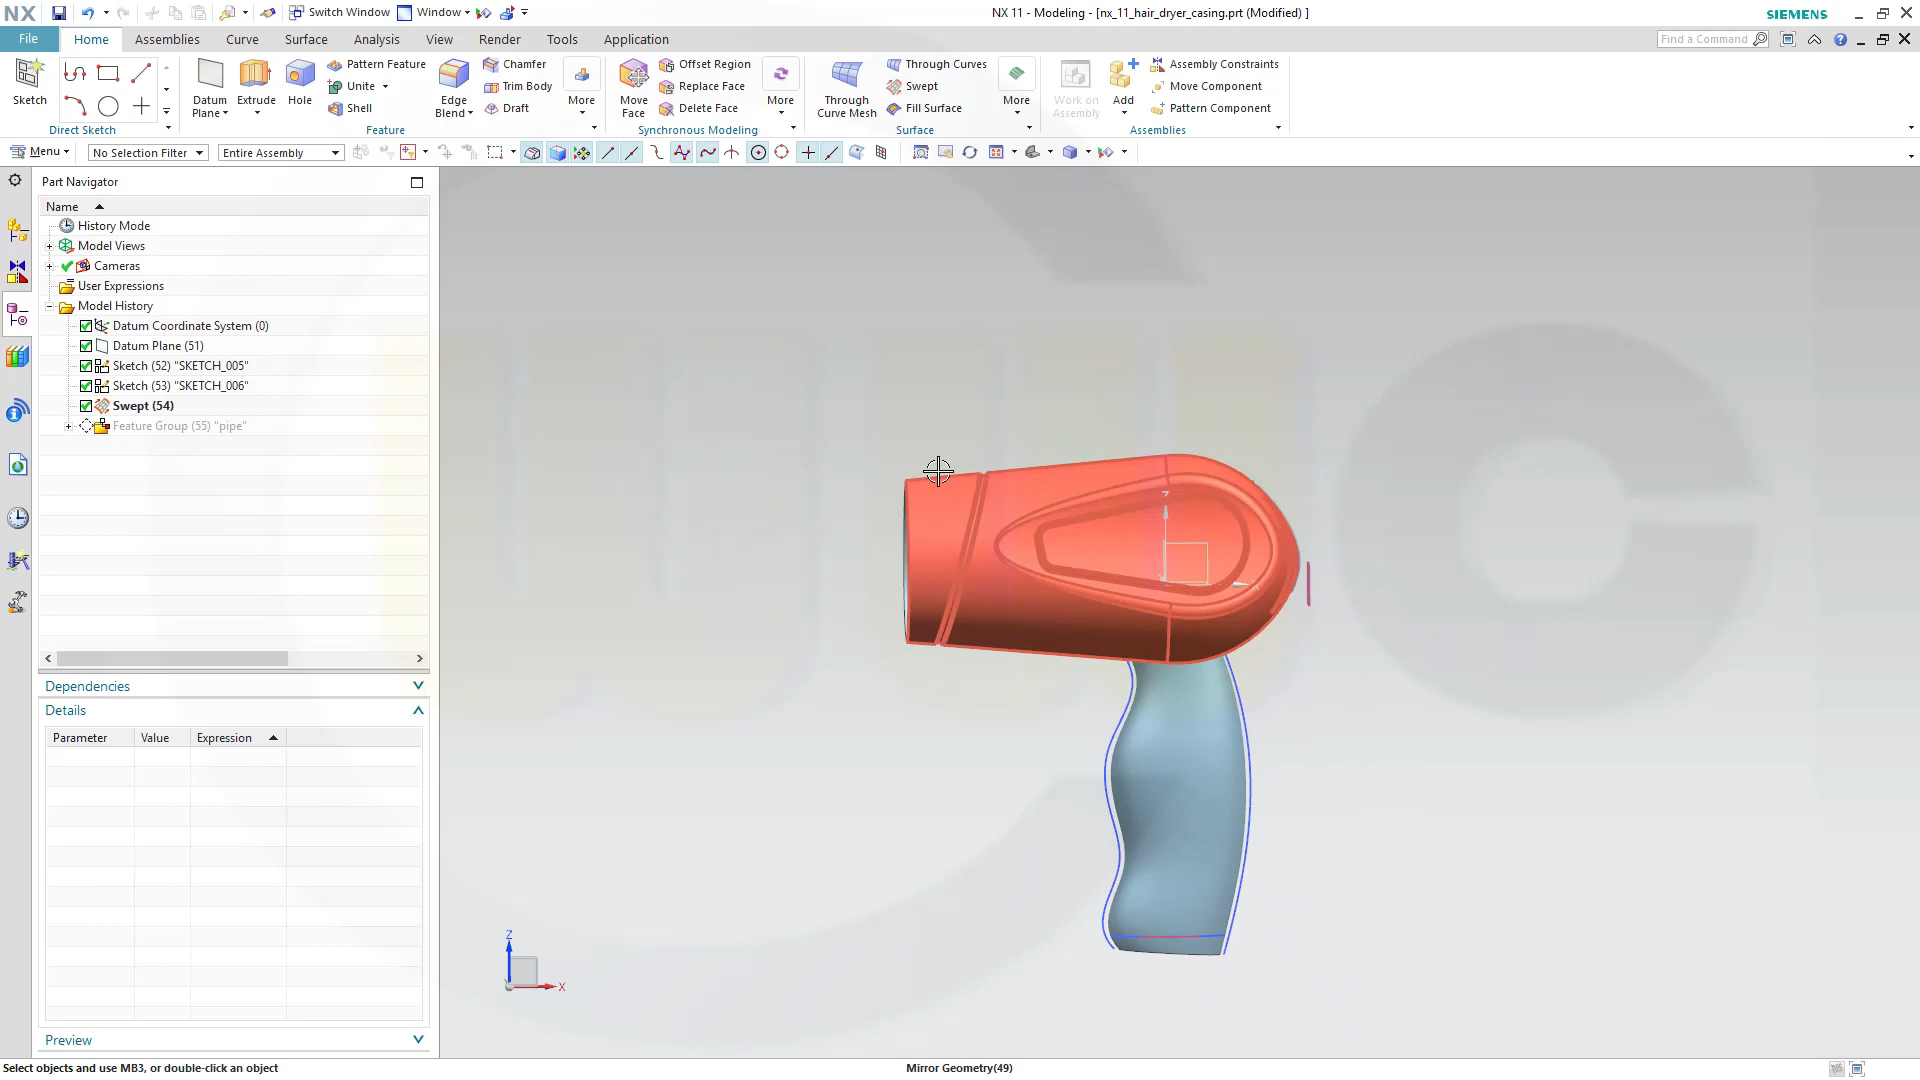 NX
Switch Window
Window
NX 11 - Modeling - [nx_11_hair_dryer_casing.prt (Modified) ]
SIEMENS
File
Home
Assemblies
Curve
Surface
Analysis
View
Render
Tools
Application
Find a Command
Sketch
Direct Sketch
Datum Plane
Extrude
Hole
Pattern Feature
Unite
Shell
Edge Blend
Chamfer
Trim Body
Draft
More
Feature
Move Face
Offset Region
Replace Face
Delete Face
More
Synchronous Modeling
Through Curve Mesh
Through Curves
Swept
Fill Surface
More
Surface
Work on Assembly
Add
Assembly Constraints
Move Component
Pattern Component
Assemblies
Menu
No Selection Filter
Entire Assembly
Part Navigator
Name
History Mode
Model Views
Cameras
User Expressions
Model History
Datum Coordinate System (0)
Datum Plane (51)
Sketch (52) "SKETCH_005"
Sketch (53) "SKETCH_006"
Swept (54)
Feature Group (55) "pipe"
Dependencies
Details
Parameter Value Expression
Preview
Z
X
Select objects and use MB3, or double-click an object
Mirror Geometry(49)